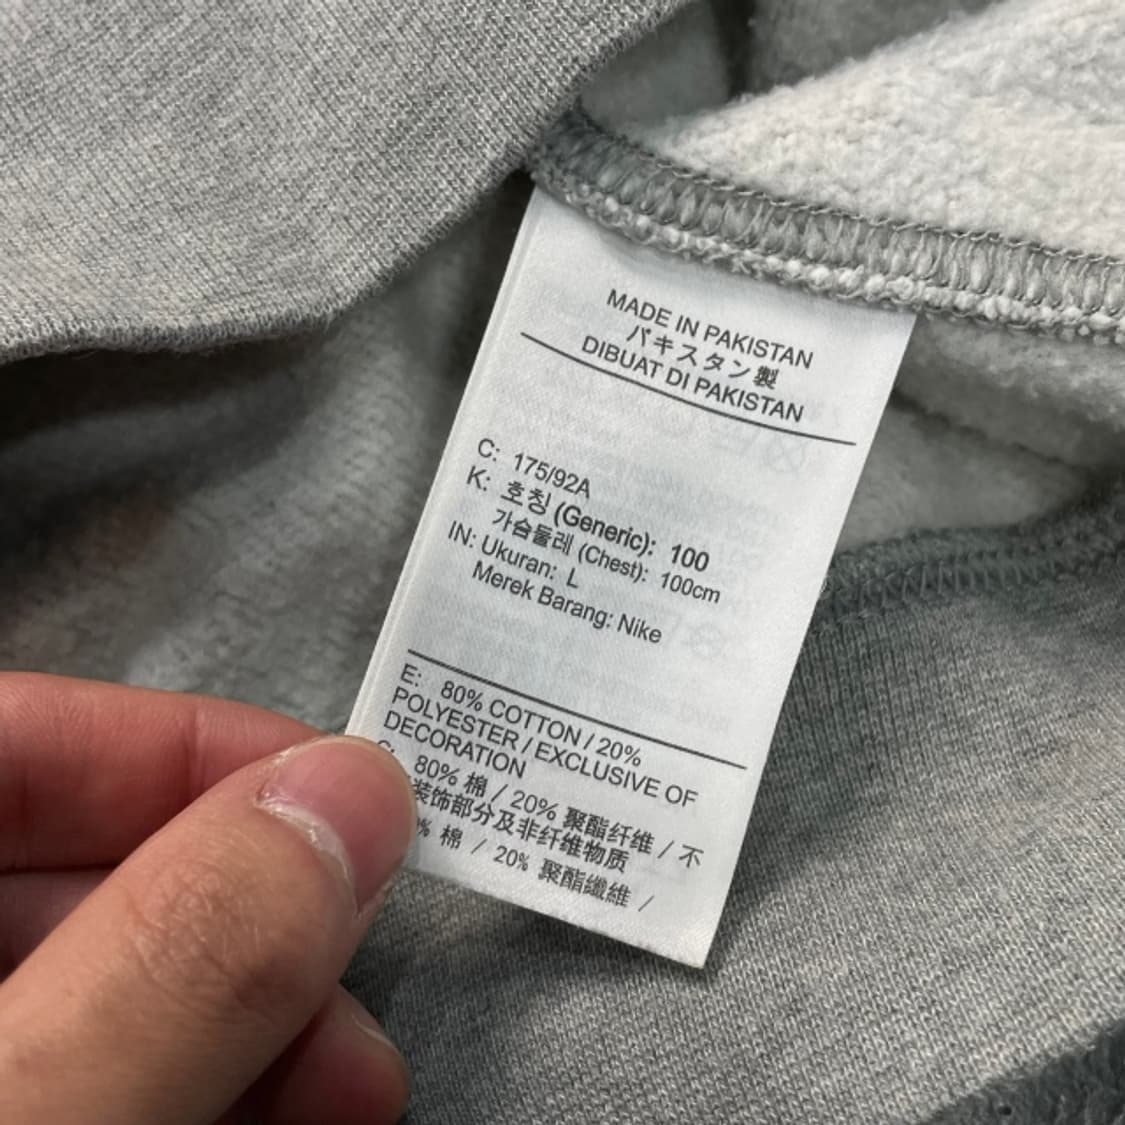 MADE IN PAKISTAN
パキスタン製
DIBUAT DI PAKISTAN
C: 175/92A
K: 호칭 (Generic): 100
가슴둘레 (Chest): 100cm
IN: Ukuran: L
Merek Barang: Nike
E: 80% COTTON / 20%
POLYESTER / EXCLUSIVE OF
DECORATION
80% 棉 / 20% 聚酯纤维 / 不
装饰部分及非纤维物质
% 棉 / 20% 聚酯纖維 /